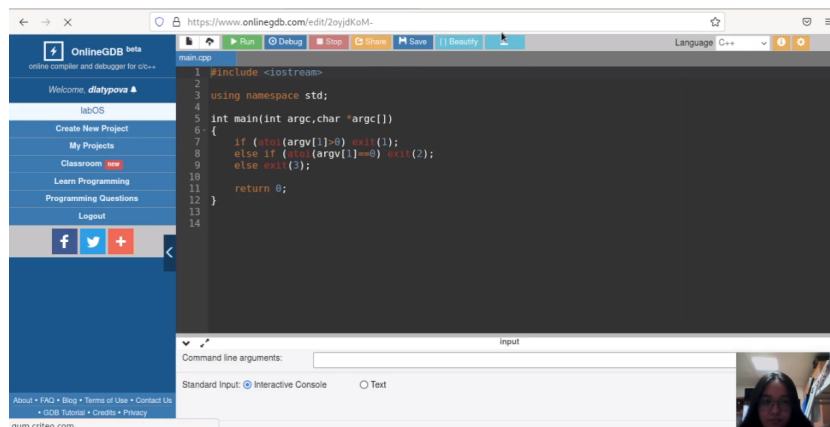 https://www.onlinegdb.com/edit/2oyjdKoM-
OnlineGDB beta
online compiler and debugger for c/c++
Welcome, dlatypova
labOS
Create New Project
My Projects
Classroom new
Learn Programming
Programming Questions
Logout
f
+
About • FAQ • Blog • Terms of Use • Contact Us
• GDB Tutorial • Credits • Privacy
gum.criteo.com
Run Debug Stop Share Save {} Beautify
Language C++
main.cpp
1 #include <iostream>
2
3 using namespace std;
4
5 int main(int argc,char *argc[])
6 {
7 if (atoi(argv[1]>0) exit(1);
8 else if (atoi(argv[1]==0) exit(2);
9 else exit(3);
10
11 return 0;
12 }
13
14
input
Command line arguments:
Standard Input: Interactive Console Text